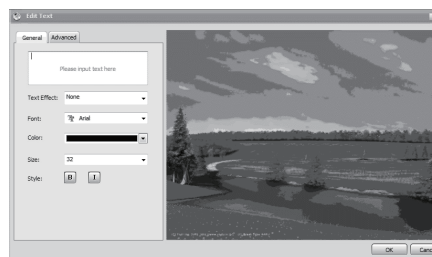 Edit Text
General Advanced
Please input text here
Text Effect: None
Font: Arial
Color:
Size: 32
Style: B I
OK Canc